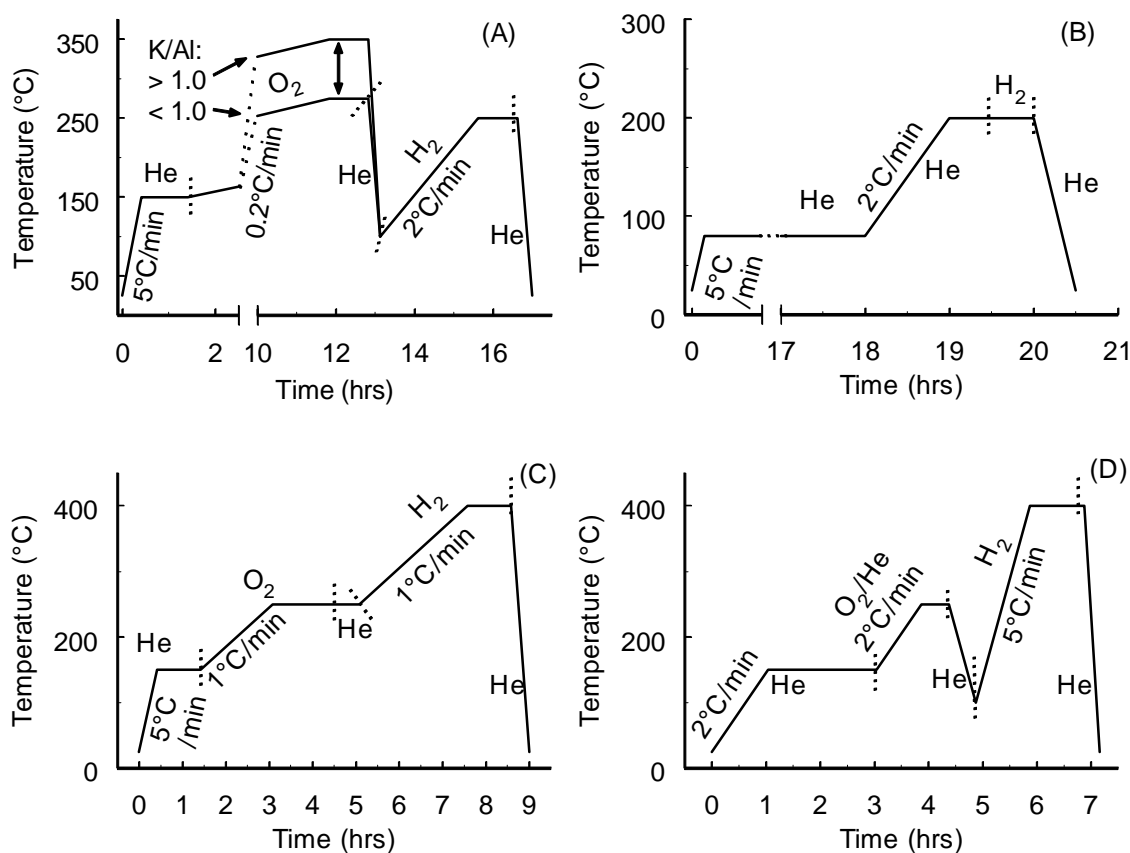 (A)
Temperature (°C)
350
250
150
50
K/Al:
> 1.0
< 1.0
O2
He
5°C/min
0.2°C/min
He
H2
2°C/min
He
0 2 10 12 14 16
Time (hrs)
(B)
Temperature (°C)
300
200
100
0
H2
2°C/min
He
He
He
5°C
/min
0 17 18 19 20 21
Time (hrs)
(C)
Temperature (°C)
400
200
0
He
5°C
/min
O2
1°C/min
He
H2
1°C/min
He
0 1 2 3 4 5 6 7 8 9
Time (hrs)
(D)
Temperature (°C)
400
200
0
2°C/min
He
O2/He
2°C/min
He
H2
5°C/min
He
0 1 2 3 4 5 6 7
Time (hrs)